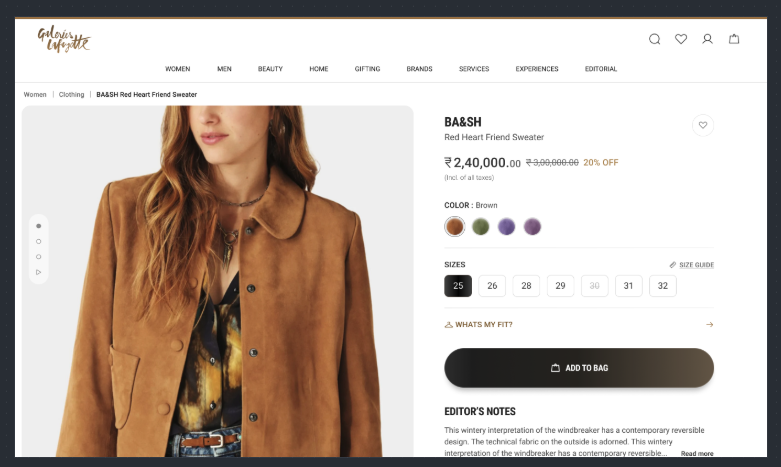 Galeries
Lafayette
WOMEN MEN BEAUTY HOME GIFTING BRANDS SERVICES EXPERIENCES EDITORIAL
Women | Clothing | BA&SH Red Heart Friend Sweater
BA&SH
Red Heart Friend Sweater
₹2,40,000.00 ₹3,00,000.00 20% OFF
(Incl. of all taxes)
COLOR : Brown
SIZES SIZE GUIDE
25 26 28 29 30 31 32
WHATS MY FIT?
ADD TO BAG
EDITOR'S NOTES
This wintery interpretation of the windbreaker has a contemporary reversible
design. The technical fabric on the outside is adorned. This wintery
interpretation of the windbreaker has a contemporary reversible... Read more